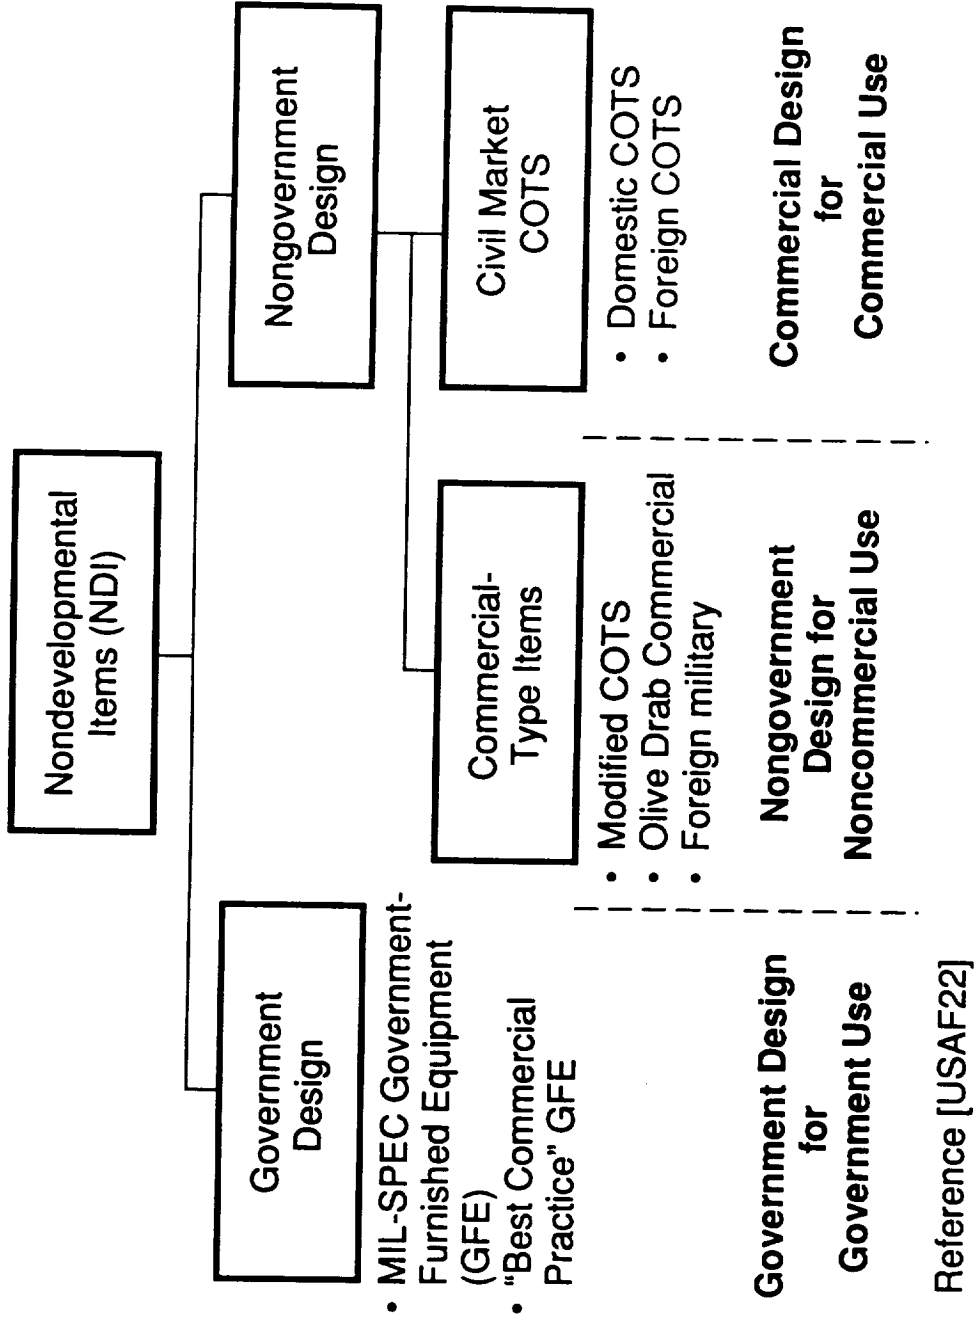 Nondevelopmental
Items (NDI)
Government
Design
Nongovernment
Design
• MIL-SPEC Government-
Furnished Equipment
(GFE)
• “Best Commercial
Practice” GFE
Commercial-
Type Items
Civil Market
COTS
• Modified COTS
• Olive Drab Commercial
• Foreign military
• Domestic COTS
• Foreign COTS
Government Design
for
Government Use
Nongovernment
Design for
Noncommercial Use
Commercial Design
for
Commercial Use
Reference [USAF22]